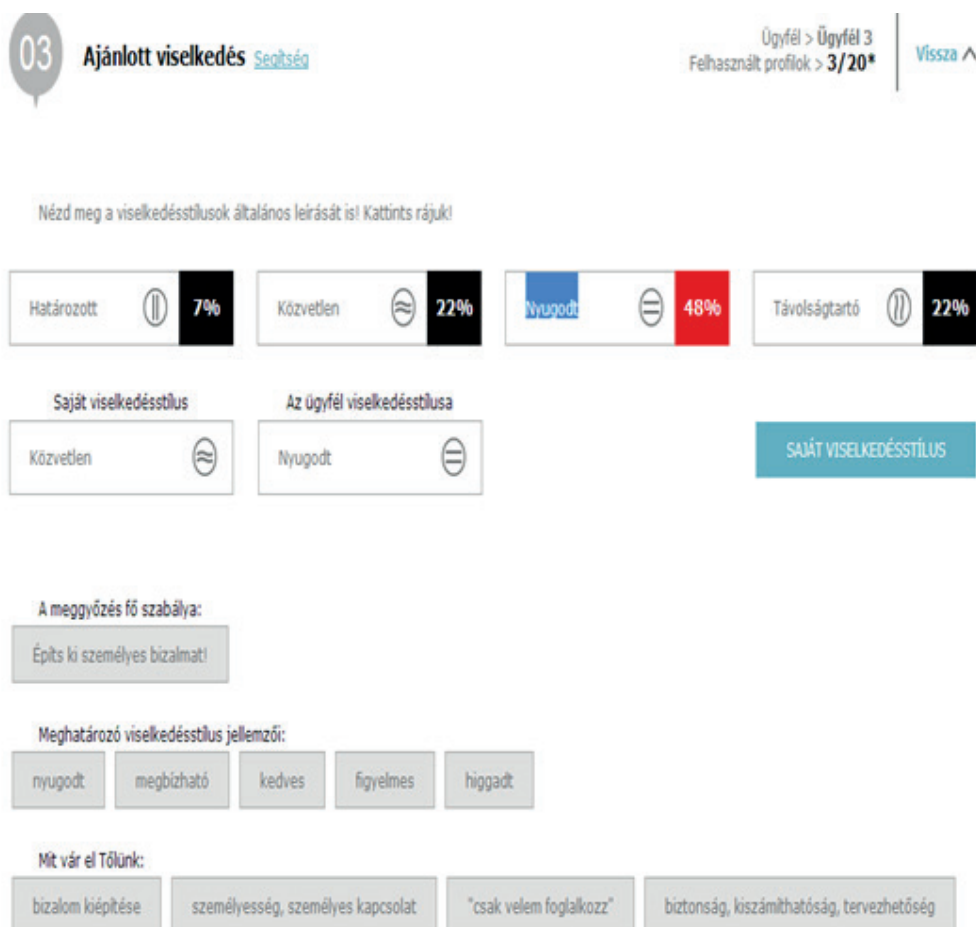 03
Ajánlott viselkedés Segítség
Ügyfél > Ügyfél 3
Felhasznált profilok > 3/20*
Vissza
Nézd meg a viselkedésstílusok általános leírását is! Kattints rájuk!
Határozott 7%
Közvetlen 22%
Nyugodt 48%
Távolságtartó 22%
Saját viselkedésstílus
Az ügyfél viselkedésstílusa
Közvetlen
Nyugodt
SAJÁT VISELKEDÉSSTÍLUS
A meggyőzés fő szabálya:
Építs ki személyes bizalmat!
Meghatározó viselkedésstílus jellemzői:
nyugodt
megbízható
kedves
figyelmes
higgadt
Mit vár el Tőlünk:
bizalom kiépítése
személyesség, személyes kapcsolat
"csak velem foglalkozz"
biztonság, kiszámíthatóság, tervezhetőség